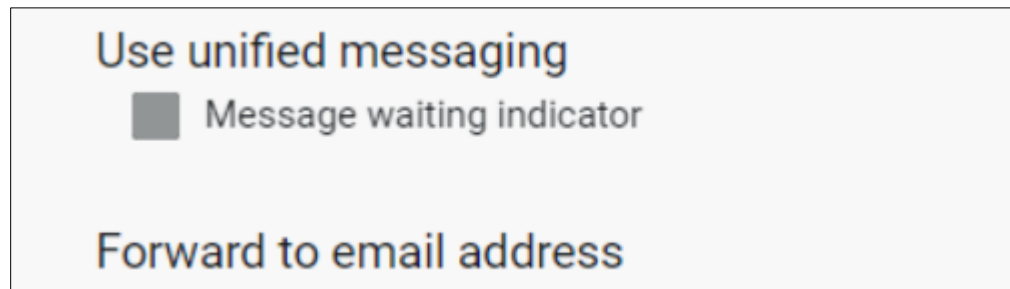 Use unified messaging
Message waiting indicator
Forward to email address